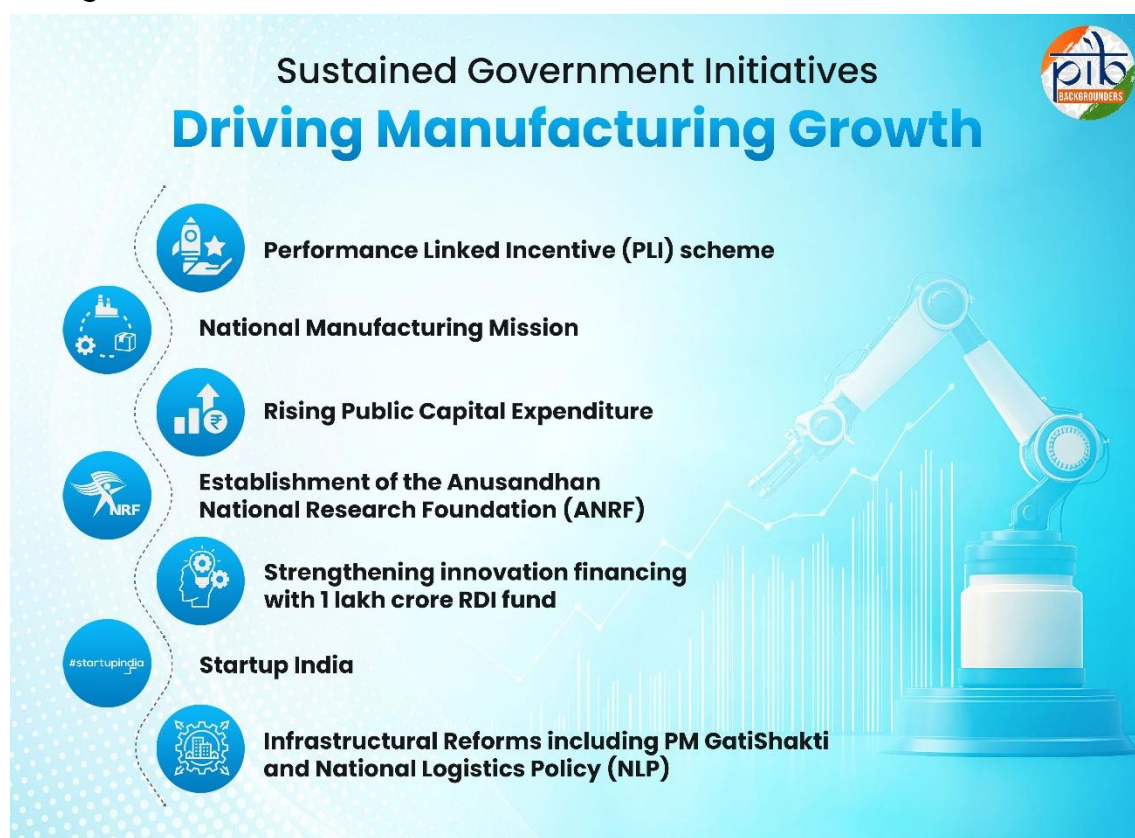 Sustained Government Initiatives
Driving Manufacturing Growth
pib
BACKGROUNDERS
Performance Linked Incentive (PLI) scheme
National Manufacturing Mission
₹
Rising Public Capital Expenditure
NRF
Establishment of the Anusandhan
National Research Foundation (ANRF)
Strengthening innovation financing
with 1 lakh crore RDI fund
#startupindia
Startup India
Infrastructural Reforms including PM GatiShakti
and National Logistics Policy (NLP)